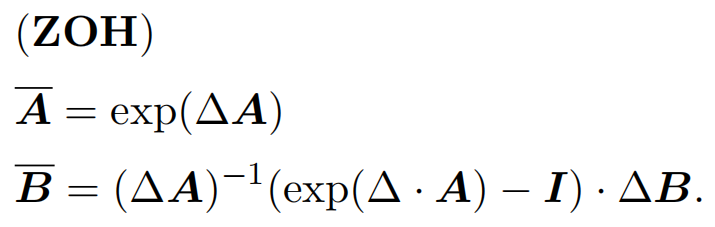 (ZOH)
A̅ = exp(ΔA)
B̅ = (ΔA)⁻¹(exp(Δ · A) − I) · ΔB.